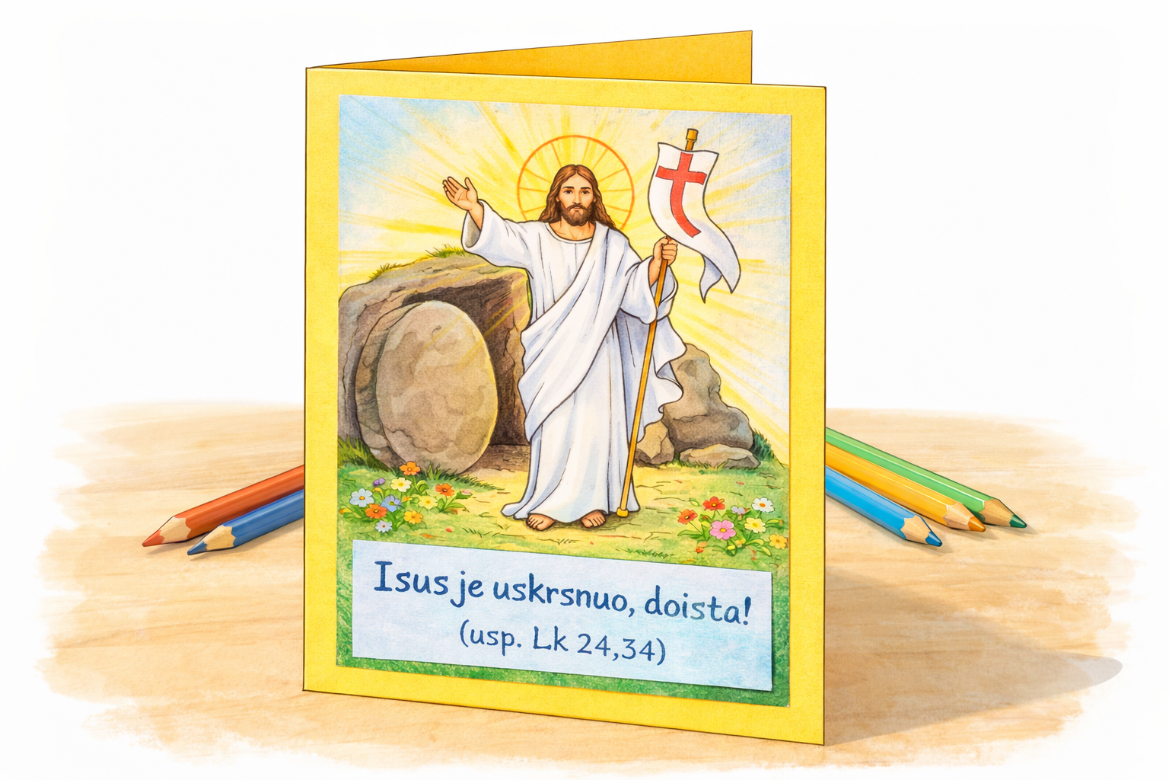 Isus je uskrsnuo, doista!
(usp. Lk 24,34)